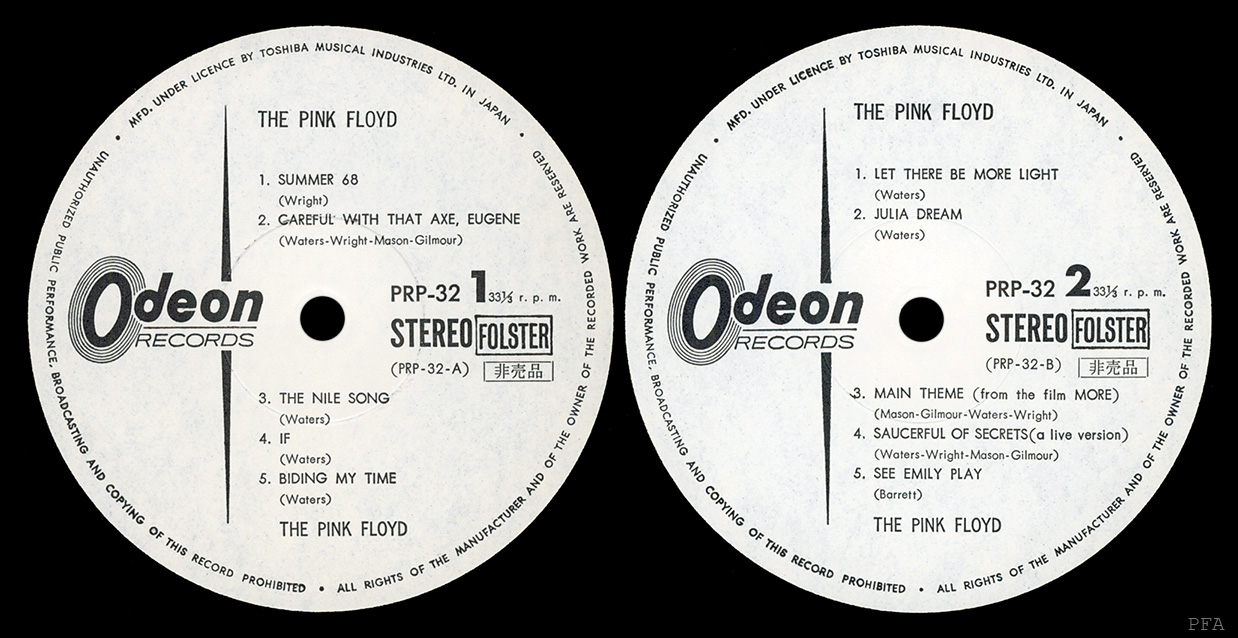 MFD. UNDER LICENCE BY TOSHIBA MUSICAL INDUSTRIES LTD. IN JAPAN
THE PINK FLOYD
1. SUMMER 68
(Wright)
2. CAREFUL WITH THAT AXE, EUGENE
(Waters-Wright-Mason-Gilmour)
Odeon
RECORDS
PRP-32 1 33⅓ r. p. m.
STEREO FOLSTER
(PRP-32-A) 非売品
3. THE NILE SONG
(Waters)
4. IF
(Waters)
5. BIDING MY TIME
(Waters)
THE PINK FLOYD
UNAUTHORIZED PUBLIC PERFORMANCE, BROADCASTING AND COPYING OF THIS RECORD PROHIBITED • ALL RIGHTS OF THE MANUFACTURER AND OF THE OWNER OF THE RECORDED WORK ARE RESERVED
MFD. UNDER LICENCE BY TOSHIBA MUSICAL INDUSTRIES LTD. IN JAPAN
THE PINK FLOYD
1. LET THERE BE MORE LIGHT
(Waters)
2. JULIA DREAM
(Waters)
Odeon
RECORDS
PRP-32 2 33⅓ r. p. m.
STEREO FOLSTER
(PRP-32-B) 非売品
3. MAIN THEME (from the film MORE)
(Mason-Gilmour-Waters-Wright)
4. SAUCERFUL OF SECRETS(a live version)
(Waters-Wright-Mason-Gilmour)
5. SEE EMILY PLAY
(Barrett)
THE PINK FLOYD
UNAUTHORIZED PUBLIC PERFORMANCE, BROADCASTING AND COPYING OF THIS RECORD PROHIBITED • ALL RIGHTS OF THE MANUFACTURER AND OF THE OWNER OF THE RECORDED WORK ARE RESERVED
PFA